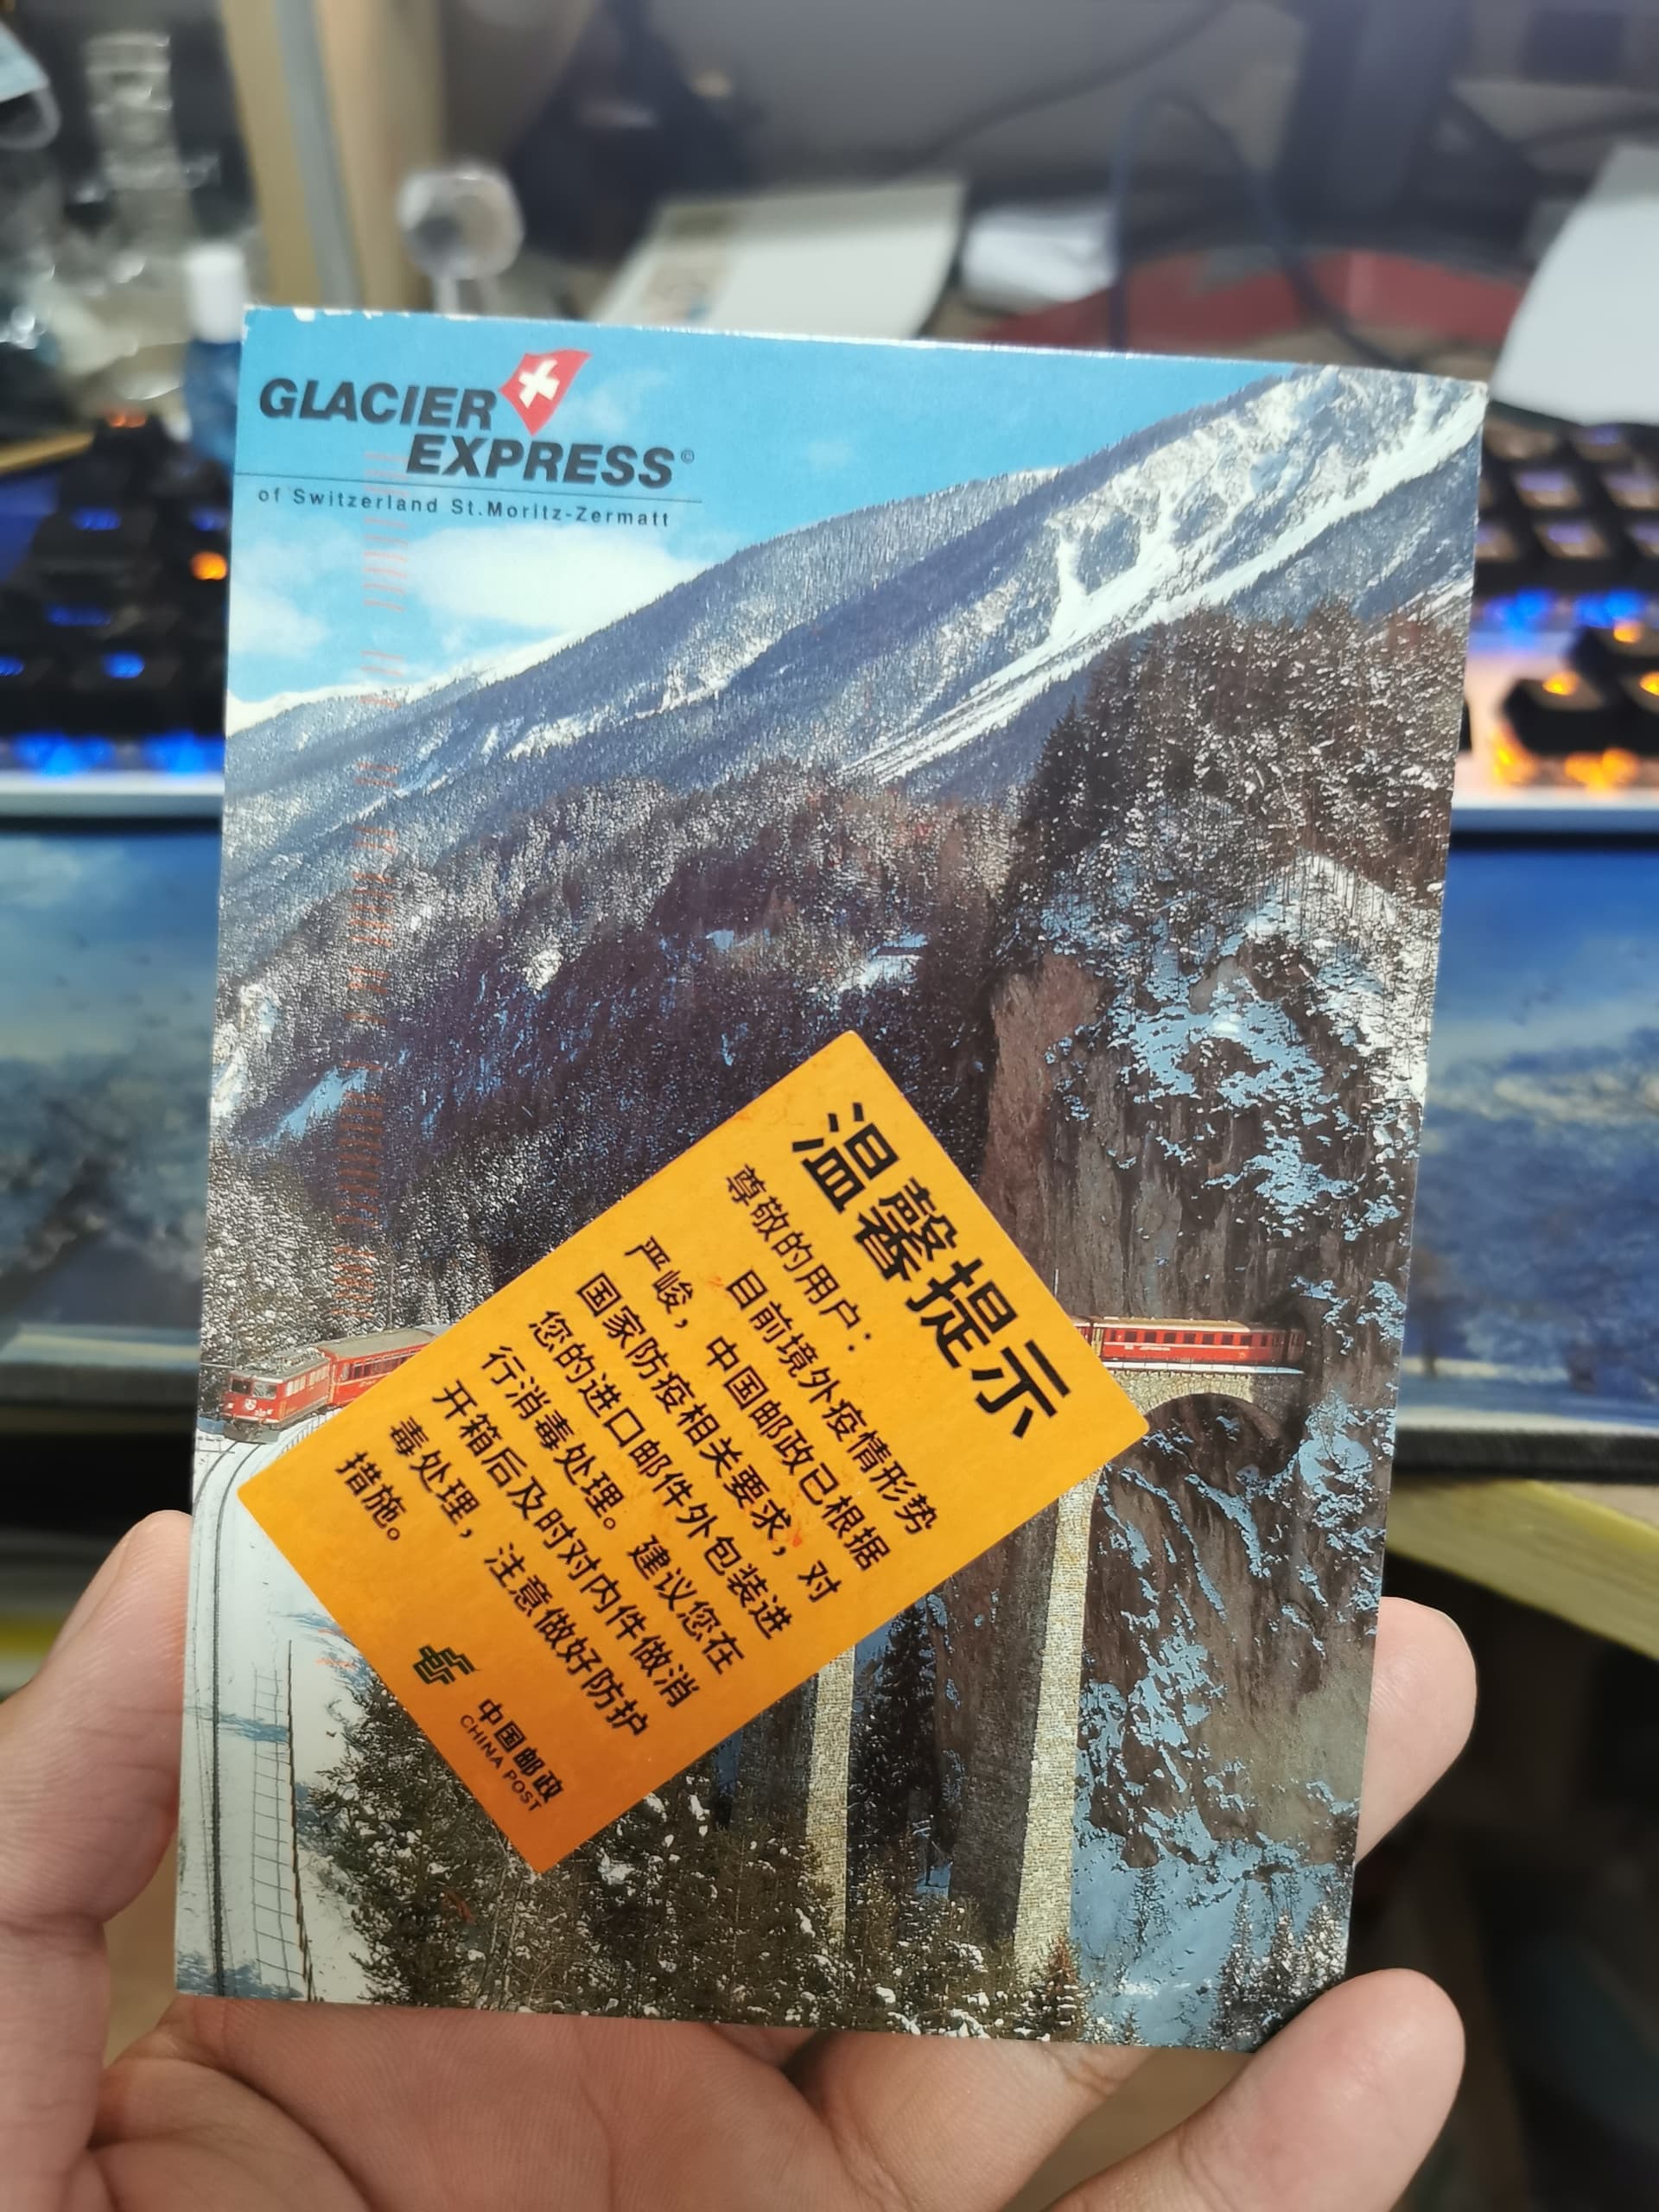 GLACIER
EXPRESS©
of Switzerland St.Moritz-Zermatt
温馨提示
尊敬的用户：
目前境外疫情形势
严峻，中国邮政已根据
国家防疫相关要求，对
您的进口邮件外包装进
行消毒处理。建议您在
开箱后及时对内件做消
毒处理，注意做好防护
措施。
中国邮政
CHINA POST